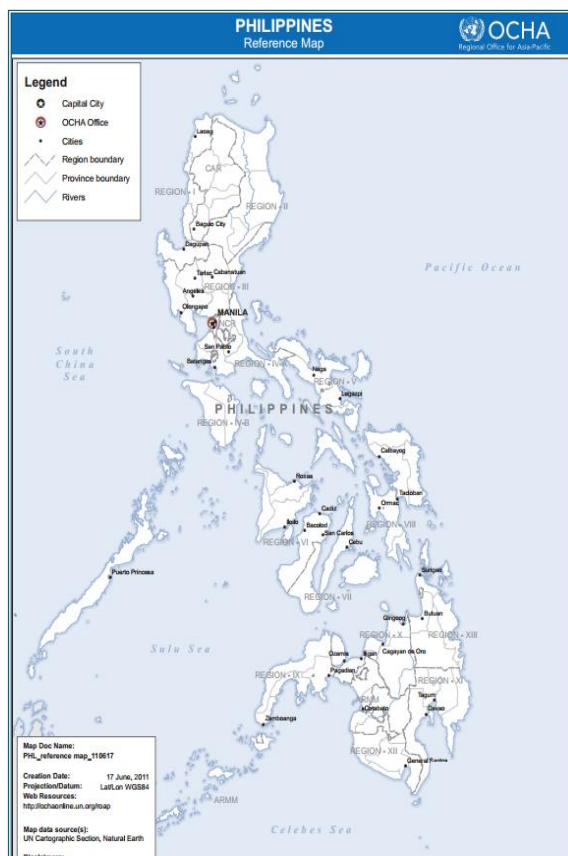 PHILIPPINES
Reference Map
OCHA
Regional Office for Asia-Pacific
Legend
Capital City
OCHA Office
Cities
Region boundary
Province boundary
Rivers
Laoag
CAR
REGION - I
REGION - II
Baguio City
Dagupan
Pacific Ocean
Tarlac
Cabanatuan
REGION - III
Angeles
Olongapo
MANILA
NCR
South
China
Sea
San Pablo
Batangas
REGION - IV-A
Naga
REGION - V
Legaspi
PHILIPPINES
REGION - IV-B
Calbayog
Roxas
Tacloban
Ormac
Cadiz
Iloilo
Bacolod
San Carlos
REGION - VIII
REGION - VI
Cebu
Puerto Princesa
Surigao
REGION - VII
Gingoog
Butuan
Sulu Sea
REGION - X
REGION - XIII
Cagayan de Oro
Ozamis
Iligan
REGION - IX
Pagadian
REGION - XI
Tagum
ARMM
Cotabato
Davao
Zamboanga
REGION - XII
General Santos
ARMM
Celebes Sea
Map Doc Name:
PHL_reference map_110617
Creation Date: 17 June, 2011
Projection/Datum: Lat/Lon WGS84
Web Resources:
http://ochaonline.un.org/roap
Map data source(s):
UN Cartographic Section, Natural Earth